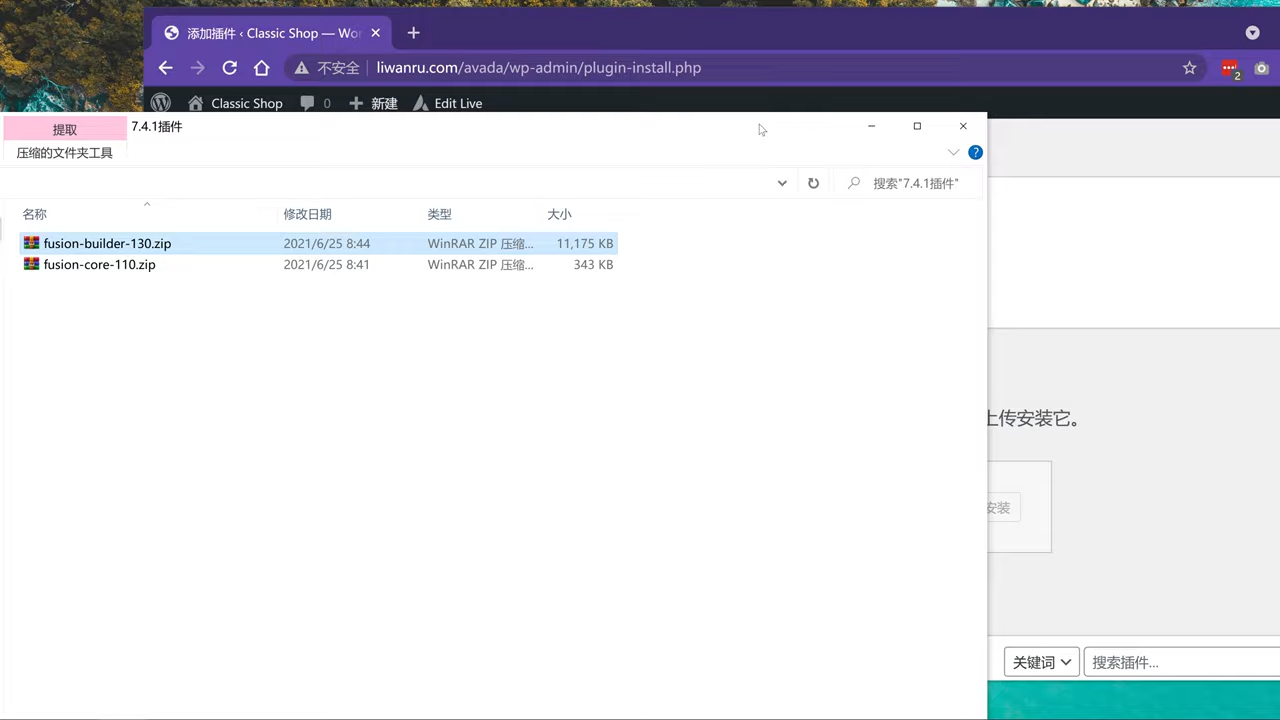 添加插件 ‹ Classic Shop — Wo
不安全
liwanru.com/avada/wp-admin/plugin-install.php
2
Classic Shop
0
新建
Edit Live
提取
7.4.1插件
压缩的文件夹工具
?
搜索"7.4.1插件"
名称 修改日期 类型 大小
fusion-builder-130.zip 2021/6/25 8:44 WinRAR ZIP 压缩... 11,175 KB
fusion-core-110.zip 2021/6/25 8:41 WinRAR ZIP 压缩... 343 KB
上传安装它。
安装
关键词
搜索插件...